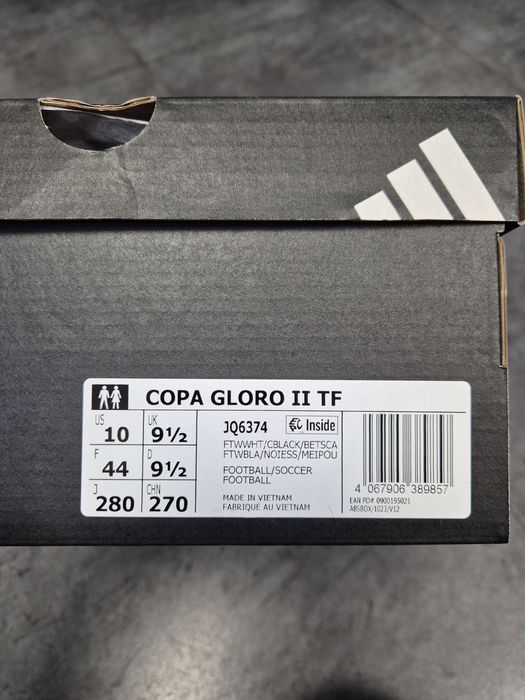 COPA GLORO II TF
US 10 UK 9½
F 44 D 9½
J 280 CHN 270
JQ6374 Inside
FTWWHT/CBLACK/BETSCA
FTWBLA/NOIESS/MEIPOU
FOOTBALL/SOCCER
FOOTBALL
MADE IN VIETNAM
FABRIQUE AU VIETNAM
4 067906 389857
EAN PO# 0900195021
ABSBOX/1023/V12